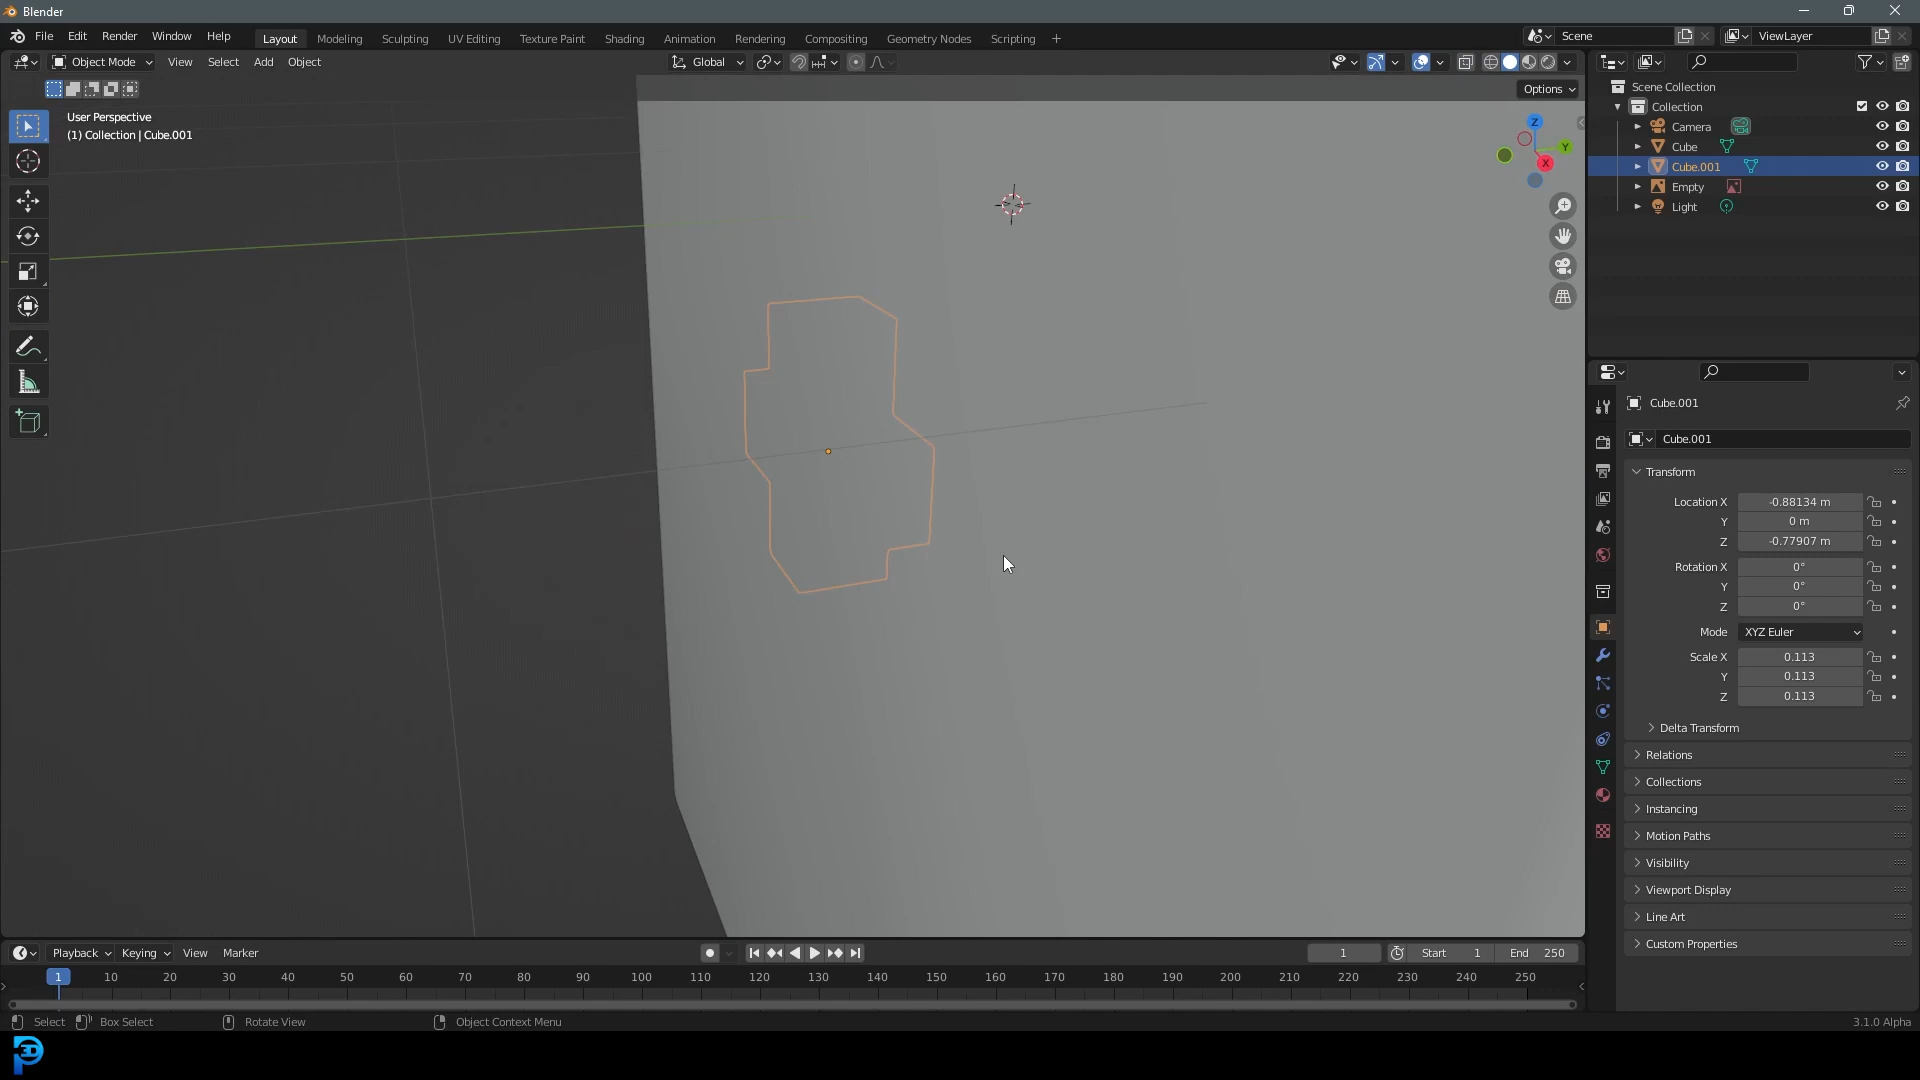 Blender
File Edit Render Window Help Layout Modeling Sculpting UV Editing Texture Paint Shading Animation Rendering Compositing Geometry Nodes Scripting + Scene ViewLayer
Object Mode View Select Add Object Global
Options
User Perspective
(1) Collection | Cube.001
Z
Y
X
Scene Collection
Collection
Camera
Cube
Cube.001
Empty
Light
Cube.001
Cube.001
Transform
Location X -0.88134 m
Y 0 m
Z -0.77907 m
Rotation X 0°
Y 0°
Z 0°
Mode XYZ Euler
Scale X 0.113
Y 0.113
Z 0.113
Delta Transform
Relations
Collections
Instancing
Motion Paths
Visibility
Viewport Display
Line Art
Custom Properties
Playback Keying View Marker 1 Start 1 End 250
1 10 20 30 40 50 60 70 80 90 100 110 120 130 140 150 160 170 180 190 200 210 220 230 240 250
Select Box Select Rotate View Object Context Menu 3.1.0 Alpha
3D